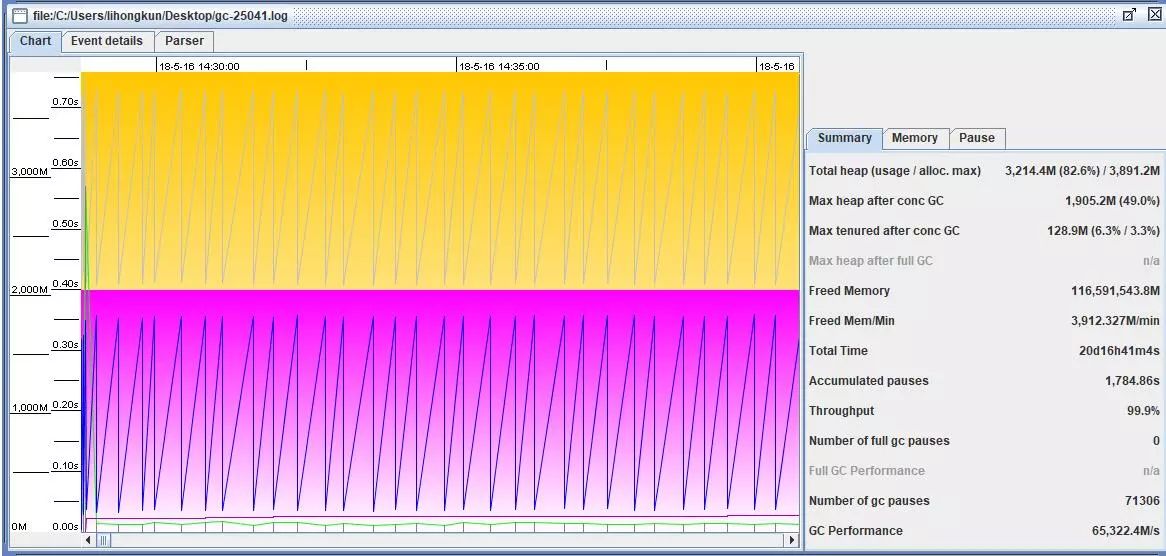 file:/C:/Users/lihongkun/Desktop/gc-25041.log
Chart Event details Parser
18-5-16 14:30:00 18-5-16 14:35:00 18-5-16
0.70s
3,000M
0.60s
0.50s
2,000M
0.40s
0.30s
1,000M
0.20s
0.10s
0M
0.00s
Summary Memory Pause
Total heap (usage / alloc. max) 3,214.4M (82.6%) / 3,891.2M
Max heap after conc GC 1,905.2M (49.0%)
Max tenured after conc GC 128.9M (6.3% / 3.3%)
Max heap after full GC n/a
Freed Memory 116,591,543.8M
Freed Mem/Min 3,912.327M/min
Total Time 20d16h41m4s
Accumulated pauses 1,784.86s
Throughput 99.9%
Number of full gc pauses 0
Full GC Performance n/a
Number of gc pauses 71306
GC Performance 65,322.4M/s